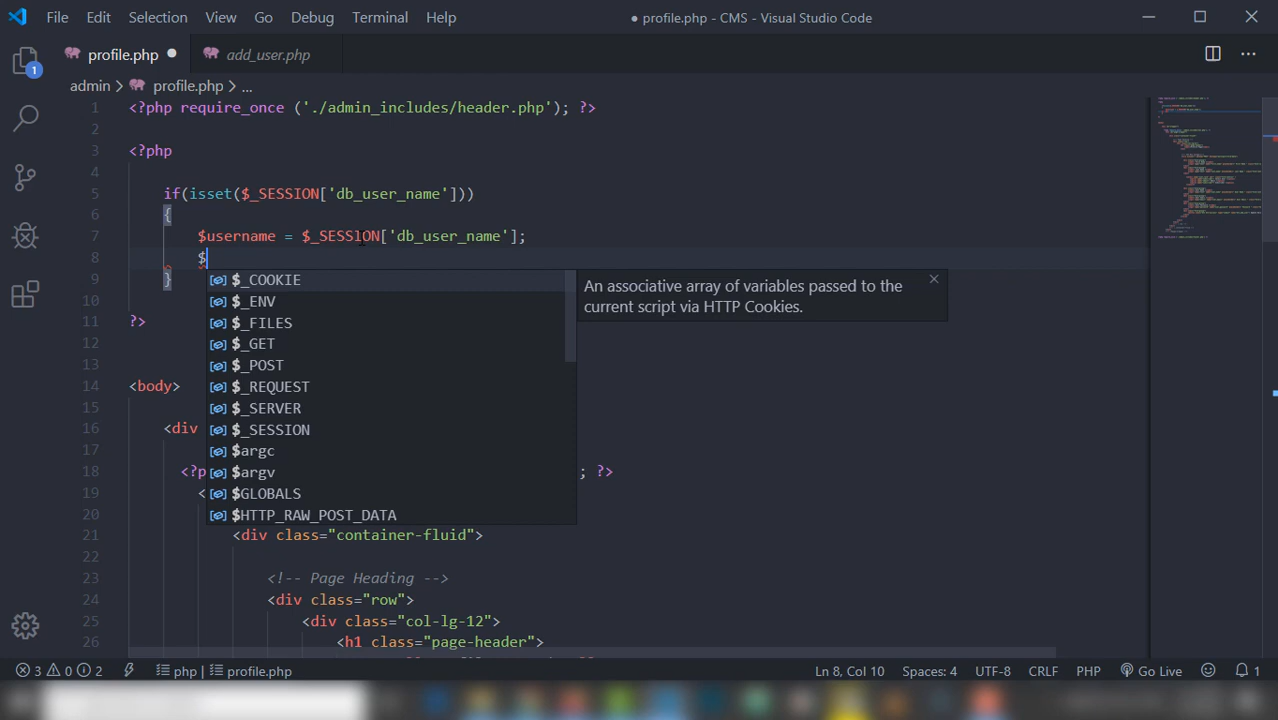 File Edit Selection View Go Debug Terminal Help ● profile.php - CMS - Visual Studio Code
profile.php ● add_user.php
admin > profile.php > ...
1 <?php require_once ('./admin_includes/header.php'); ?>
2
3 <?php
4
5 if(isset($_SESSION['db_user_name']))
6 {
7 $username = $_SESSION['db_user_name'];
8 $
9 }
10
11 ?>
12
13
14 <body>
15
16 <div
17
18 <?p ; ?>
19 <
20
21 <div class="container-fluid">
22
23 <!-- Page Heading -->
24 <div class="row">
25 <div class="col-lg-12">
26 <h1 class="page-header">
$_COOKIE
$_ENV
$_FILES
$_GET
$_POST
$_REQUEST
$_SERVER
$_SESSION
$argc
$argv
$GLOBALS
$HTTP_RAW_POST_DATA
An associative array of variables passed to the
current script via HTTP Cookies.
1
3 0 2 php | profile.php Ln 8, Col 10 Spaces: 4 UTF-8 CRLF PHP Go Live 1